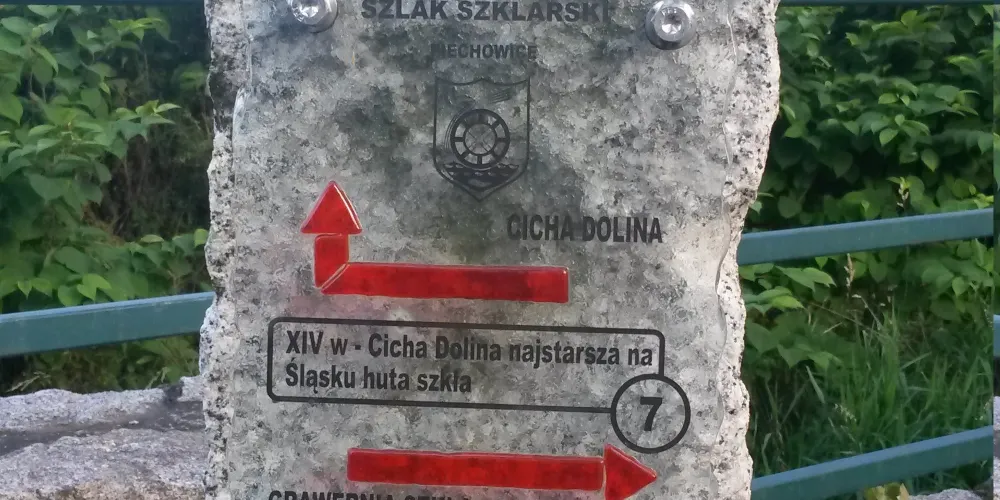 SZLAK SZKLARSKI
PIECHOWICE
CICHA DOLINA
XIV w - Cicha Dolina najstarsza na
Śląsku huta szkła
7